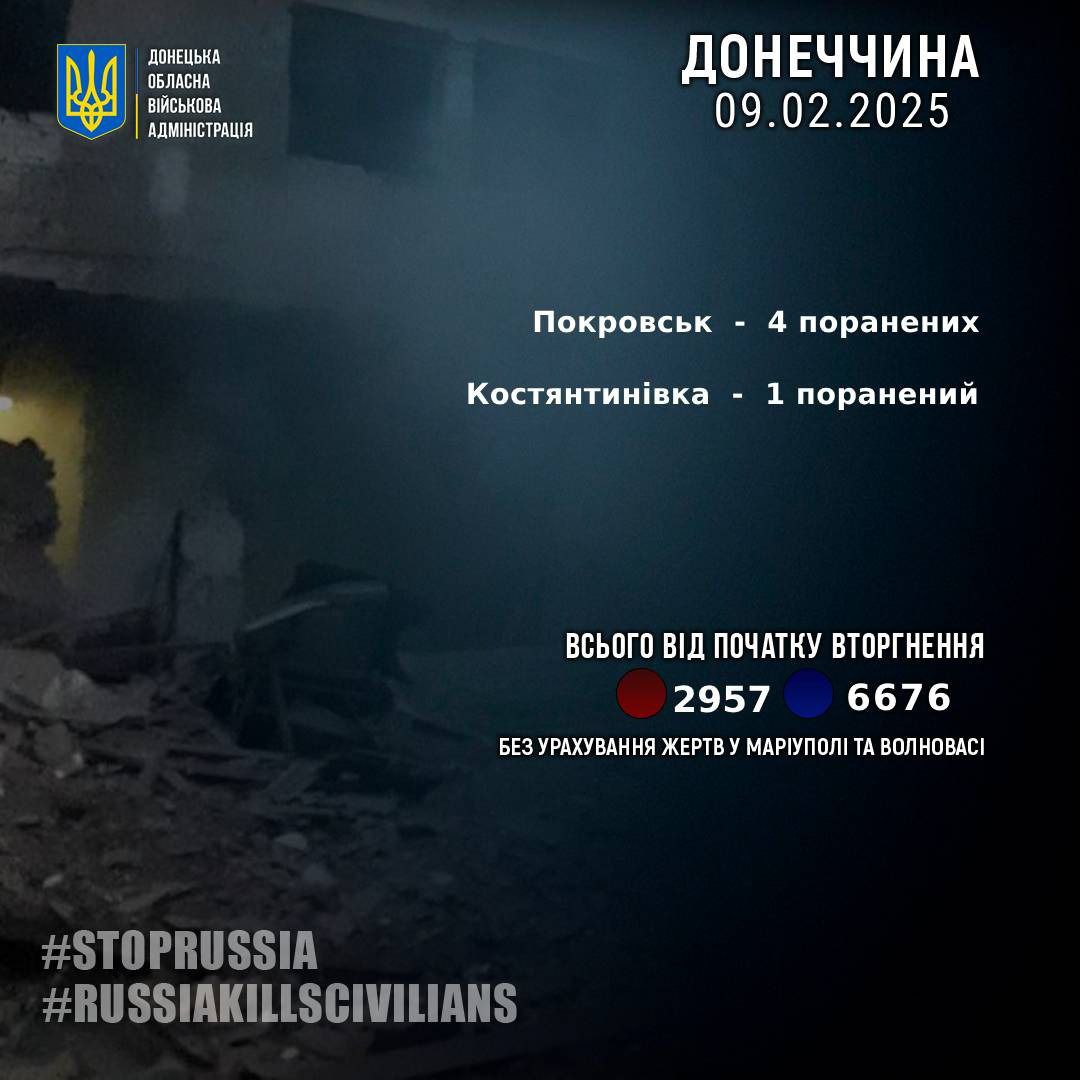 ДОНЕЦЬКА
ОБЛАСНА
ВІЙСЬКОВА
АДМІНІСТРАЦІЯ
ДОНЕЧЧИНА
09.02.2025
Покровськ - 4 поранених
Костянтинівка - 1 поранений
ВСЬОГО ВІД ПОЧАТКУ ВТОРГНЕННЯ
2957 6676
БЕЗ УРАХУВАННЯ ЖЕРТВ У МАРІУПОЛІ ТА ВОЛНОВАСІ
#STOPRUSSIA
#RUSSIAKILLSCIVILIANS